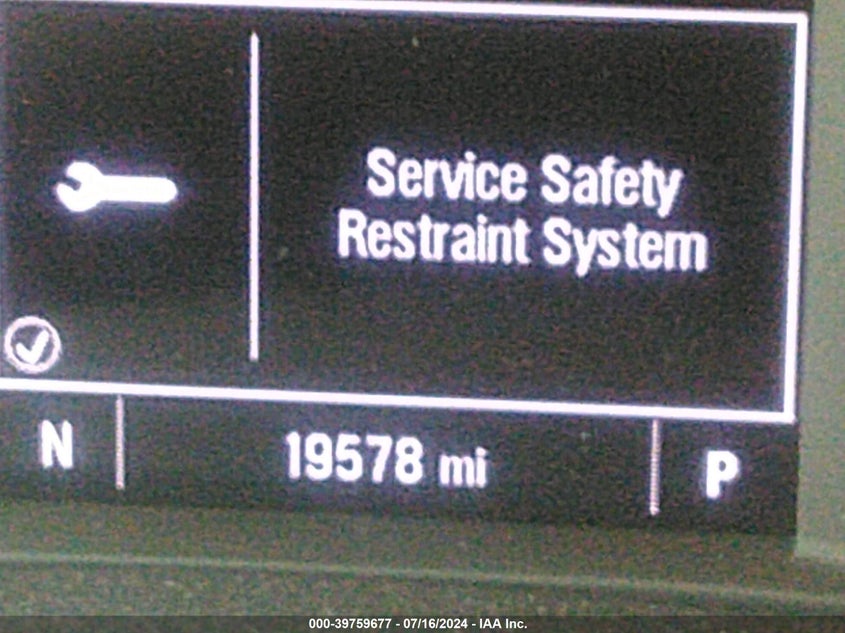 Service Safety
Restraint System
N 19578 mi P
000-39759677 - 07/16/2024 - IAA Inc.